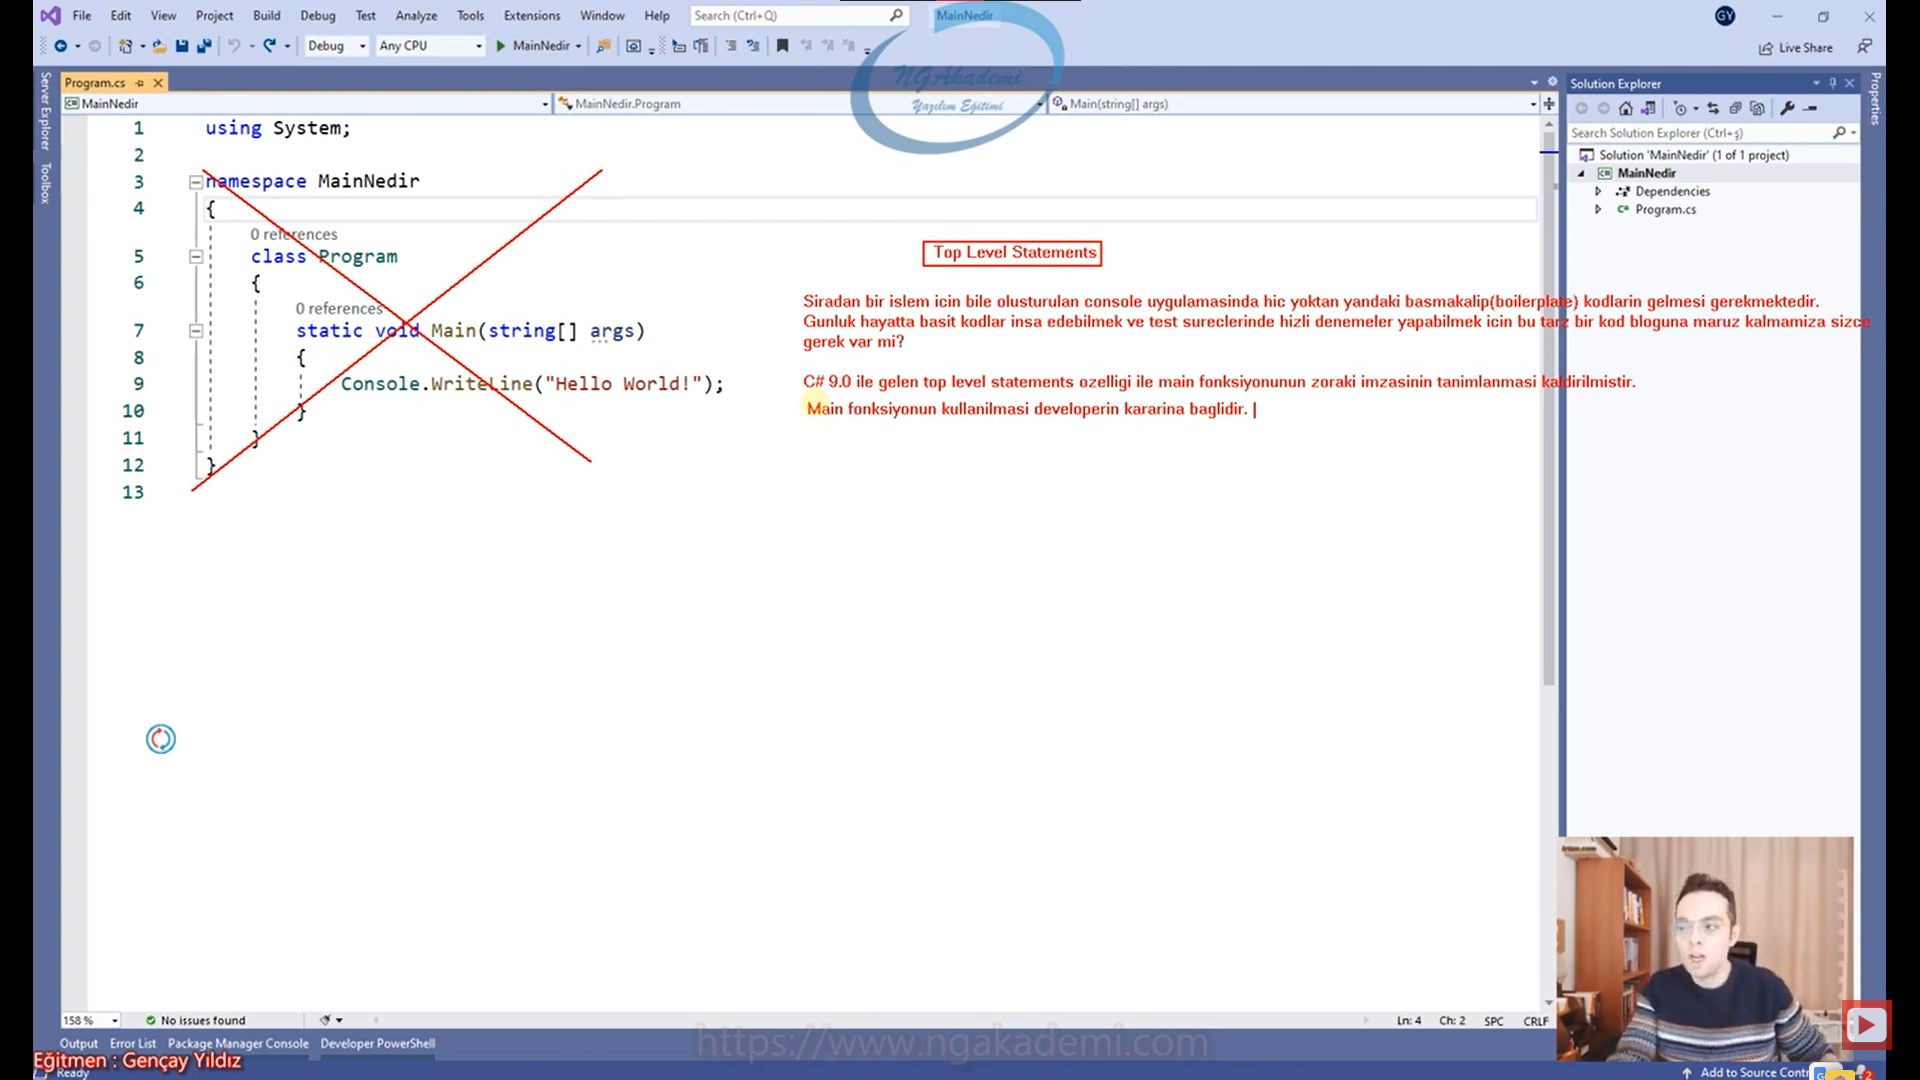 File Edit View Project Build Debug Test Analyze Tools Extensions Window Help Search (Ctrl+Q) MainNedir GY
Debug Any CPU MainNedir Live Share
Program.cs
MainNedir MainNedir.Program Main(string[] args)
NGAkademi
Yazılım Eğitimi
Server Explorer
Toolbox
1 using System;
2
3 namespace MainNedir
4 {
0 references
5 class Program
6 {
0 references
7 static void Main(string[] args)
8 {
9 Console.WriteLine("Hello World!");
10 }
11 }
12 }
13
Top Level Statements
Siradan bir islem icin bile olusturulan console uygulamasinda hic yoktan yandaki basmakalip(boilerplate) kodlarin gelmesi gerekmektedir.
Gunluk hayatta basit kodlar insa edebilmek ve test sureclerinde hizli denemeler yapabilmek icin bu tarz bir kod bloguna maruz kalmamiza sizce
gerek var mi?
C# 9.0 ile gelen top level statements ozelligi ile main fonksiyonunun zoraki imzasinin tanimlanmasi kaldirilmistir.
Main fonksiyonun kullanilmasi developerin kararina baglidir.
Solution Explorer
Search Solution Explorer (Ctrl+ş)
Solution 'MainNedir' (1 of 1 project)
MainNedir
Dependencies
Program.cs
Properties
158 % No issues found Ln: 4 Ch: 2 SPC CRLF
Output Error List Package Manager Console Developer PowerShell
https://www.ngakademi.com
Eğitmen : Gençay Yıldız
Ready
Add to Source Contr
2